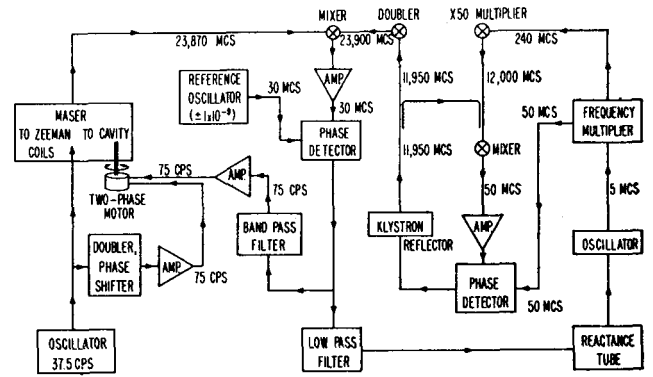 MIXER
DOUBLER
X50 MULTIPLIER
23,870 MCS
23,900 MCS
240 MCS
AMP.
REFERENCE
OSCILLATOR
(±1x10⁻⁹)
30 MCS
30 MCS
11,950 MCS
12,000 MCS
MASER
TO ZEEMAN TO CAVITY
COILS
PHASE
DETECTOR
11,950 MCS
50 MCS
FREQUENCY
MULTIPLIER
MIXER
75 CPS
AMP.
75 CPS
50 MCS
5 MCS
TWO-PHASE
MOTOR
BAND PASS
FILTER
KLYSTRON
REFLECTOR
AMP.
OSCILLATOR
DOUBLER,
PHASE
SHIFTER
AMP.
75 CPS
PHASE
DETECTOR
50 MCS
OSCILLATOR
37.5 CPS
LOW PASS
FILTER
REACTANCE
TUBE